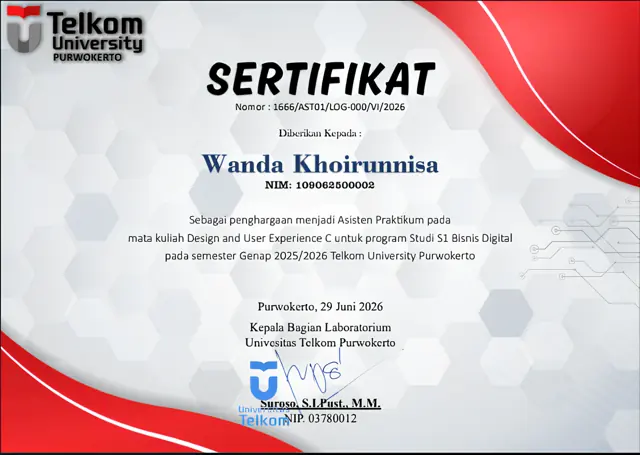 Telkom
University
PURWOKERTO
SERTIFIKAT
Nomor : 1666/AST01/LOG-000/VI/2026
Diberikan Kepada :
Wanda Khoirunnisa
NIM: 109062500002
Sebagai penghargaan menjadi Asisten Praktikum pada
mata kuliah Design and User Experience C untuk program Studi S1 Bisnis Digital
pada semester Genap 2025/2026 Telkom University Purwokerto
Purwokerto, 29 Juni 2026
Kepala Bagian Laboratorium
Univesitas Telkom Purwokerto
Suroso, S.I.Pust., M.M.
University
Telkom
NIP. 03780012